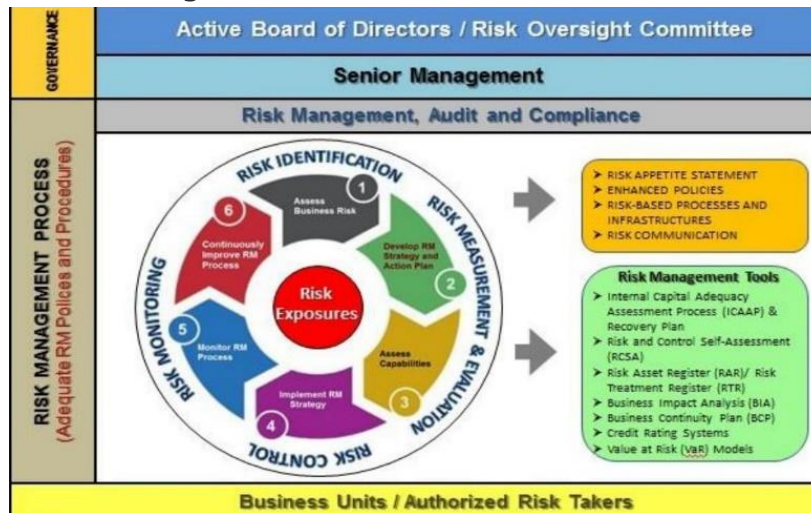 Active Board of Directors / Risk Oversight Committee
GOVERNANCE
Senior Management
Risk Management, Audit and Compliance
RISK MANAGEMENT PROCESS
(Adequate RM Polices and Procedures)
RISK IDENTIFICATION
RISK MEASUREMENT & EVALUATION
RISK CONTROL
RISK MONITORING
1
Assess
Business Risk
Develop RM
Strategy and
Action Plan
2
Assess
Capabilities
3
Implement RM
Strategy
4
5
Monitor RM
Process
6
Continuously
Improve RM
Process
Risk
Exposures
➤ RISK APPETITE STATEMENT
➤ ENHANCED POLICIES
➤ RISK-BASED PROCESSES AND
INFRASTRUCTURES
➤ RISK COMMUNICATION
Risk Management Tools
➤ Internal Capital Adequacy
Assessment Process (ICAAP) &
Recovery Plan
➤ Risk and Control Self-Assessment
(RCSA)
➤ Risk Asset Register (RAR)/ Risk
Treatment Register (RTR)
➤ Business Impact Analysis (BIA)
➤ Business Continuity Plan (BCP)
➤ Credit Rating Systems
➤ Value at Risk (VaR) Models
Business Units / Authorized Risk Takers